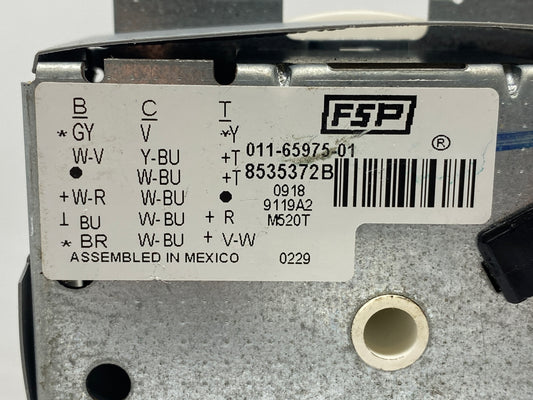 B C T FSP
* GY V *Y ®
W-V Y-BU +T 011-65975-01
● W-BU +T 8535372B
+W-R W-BU ● 0918
9119A2
⊥ BU W-BU + R M520T
* BR W-BU + V-W
ASSEMBLED IN MEXICO 0229